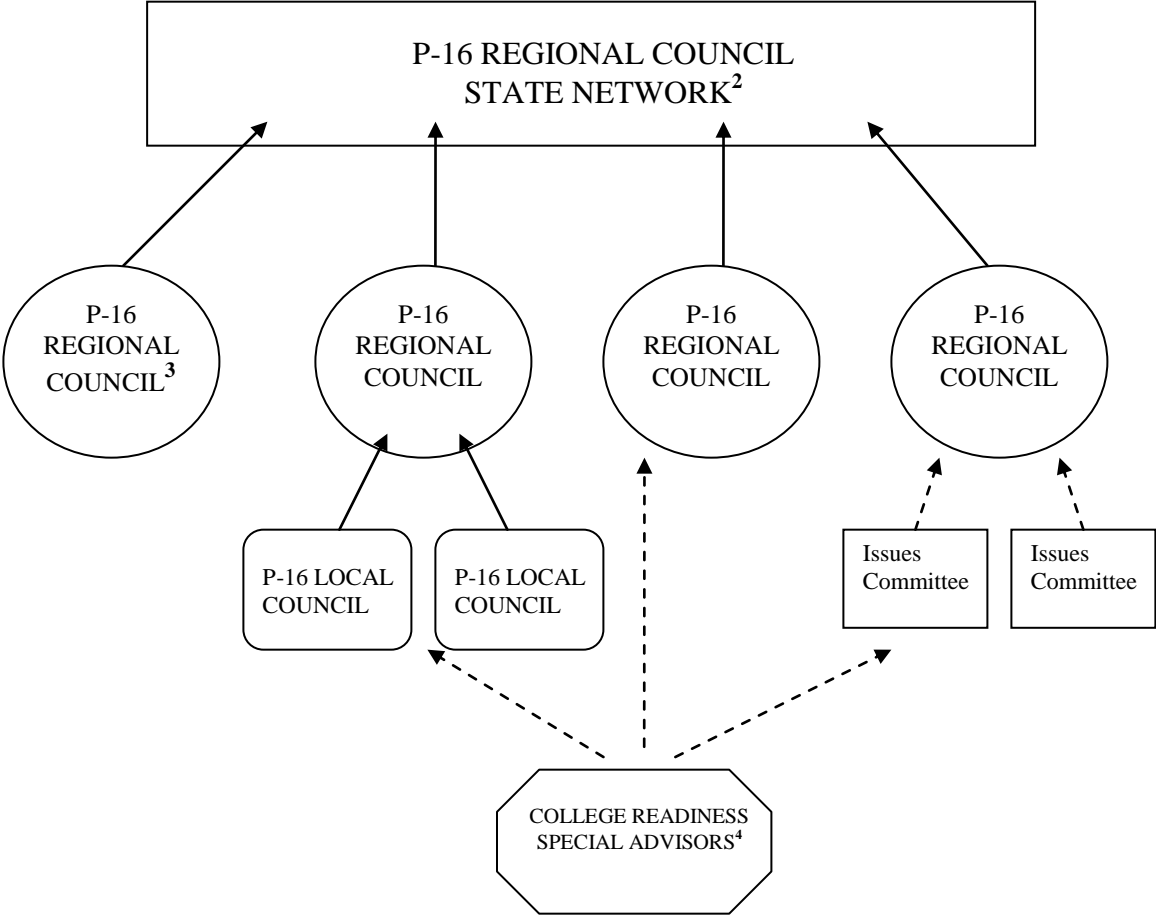 P-16 REGIONAL COUNCIL
STATE NETWORK²
P-16
REGIONAL
COUNCIL³
P-16
REGIONAL
COUNCIL
P-16
REGIONAL
COUNCIL
P-16
REGIONAL
COUNCIL
P-16 LOCAL
COUNCIL
P-16 LOCAL
COUNCIL
Issues
Committee
Issues
Committee
COLLEGE READINESS
SPECIAL ADVISORS⁴